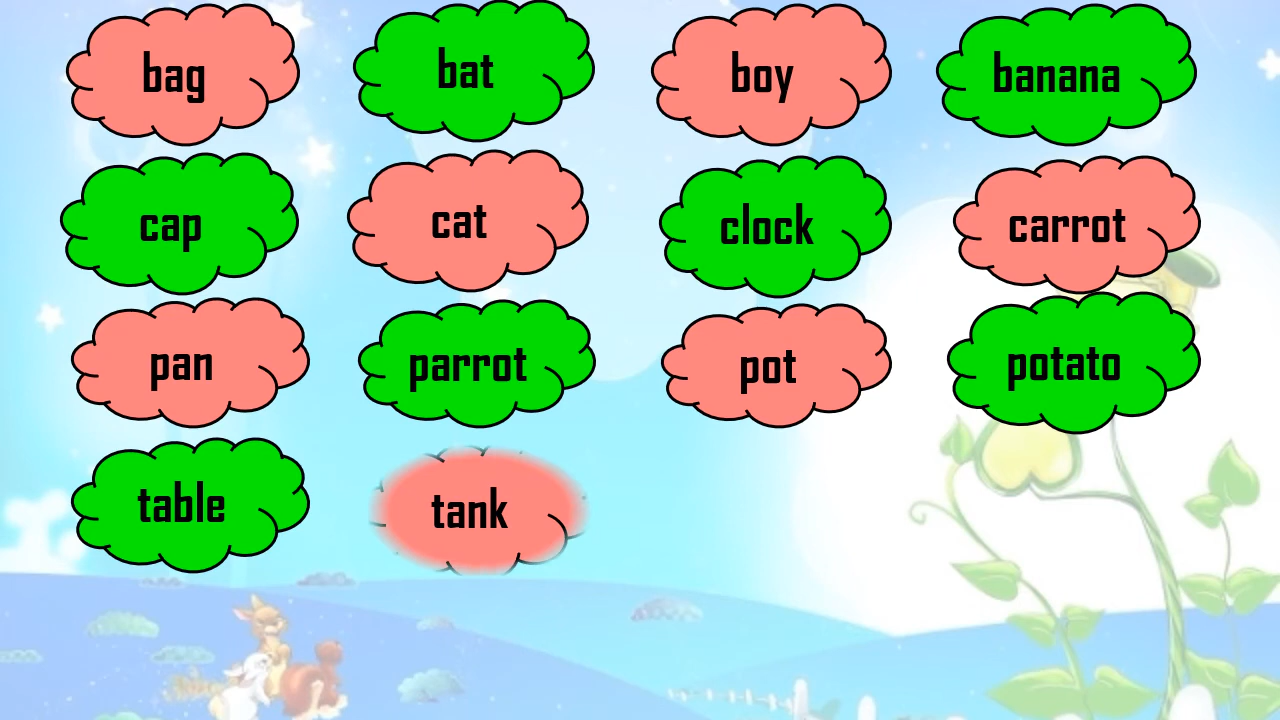 bag bat boy banana
cap cat clock carrot
pan parrot pot potato
table tank